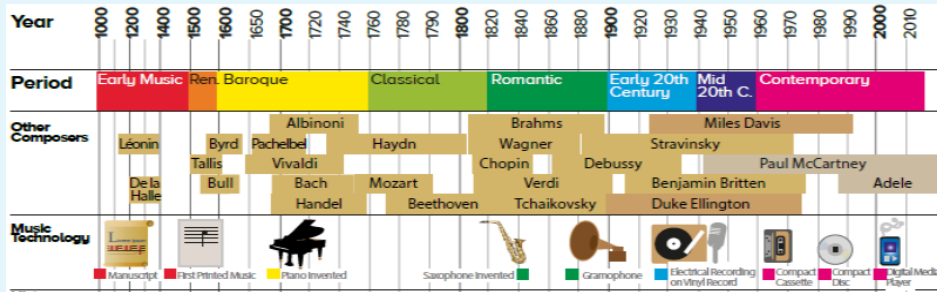 Year 1000 1200 1400 1500 1600 1650 1700 1720 1740 1760 1780 1790 1800 1820 1840 1860 1880 1900 1910 1920 1930 1940 1950 1960 1970 1980 1990 2000 2010
Period Early Music Ren. Baroque Classical Romantic Early 20th Century Mid 20th C. Contemporary
Other Composers
Albinoni Brahms Miles Davis
Léonin Byrd Pachelbel Haydn Wagner Stravinsky
Tallis Vivaldi Chopin Debussy Paul McCartney
De la Halle Bull Bach Mozart Verdi Benjamin Britten Adele
Handel Beethoven Tchaikovsky Duke Ellington
Music Technology
Manuscript First Printed Music Piano Invented Saxophone Invented Gramophone Electrical Recording on Vinyl Record Compact Cassette Compact Disc Digital Media Player